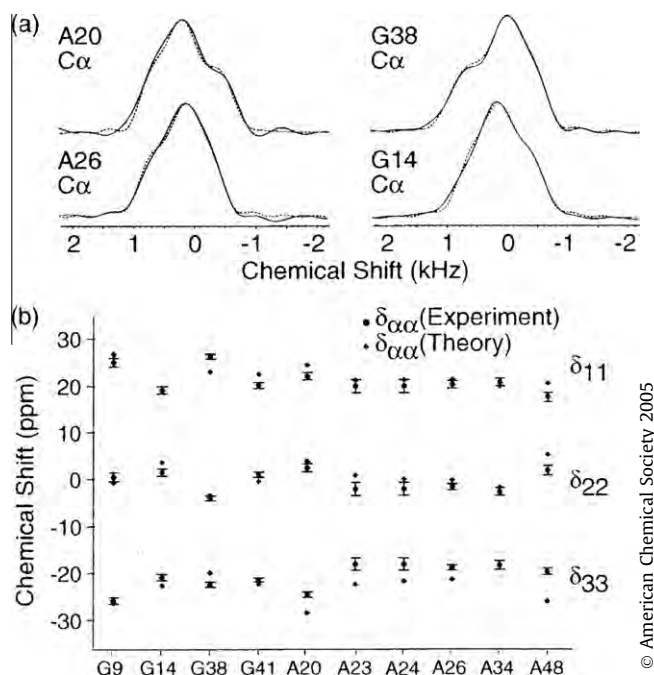 (a)
A20
Cα
G38
Cα
A26
Cα
G14
Cα
2 1 0 -1 -2 2 1 0 -1 -2
Chemical Shift (kHz)
(b)
δαα(Experiment)
δαα(Theory)
30
20
10
0
-10
-20
-30
Chemical Shift (ppm)
δ11
δ22
δ33
G9 G14 G38 G41 A20 A23 A24 A26 A34 A48
© American Chemical Society 2005